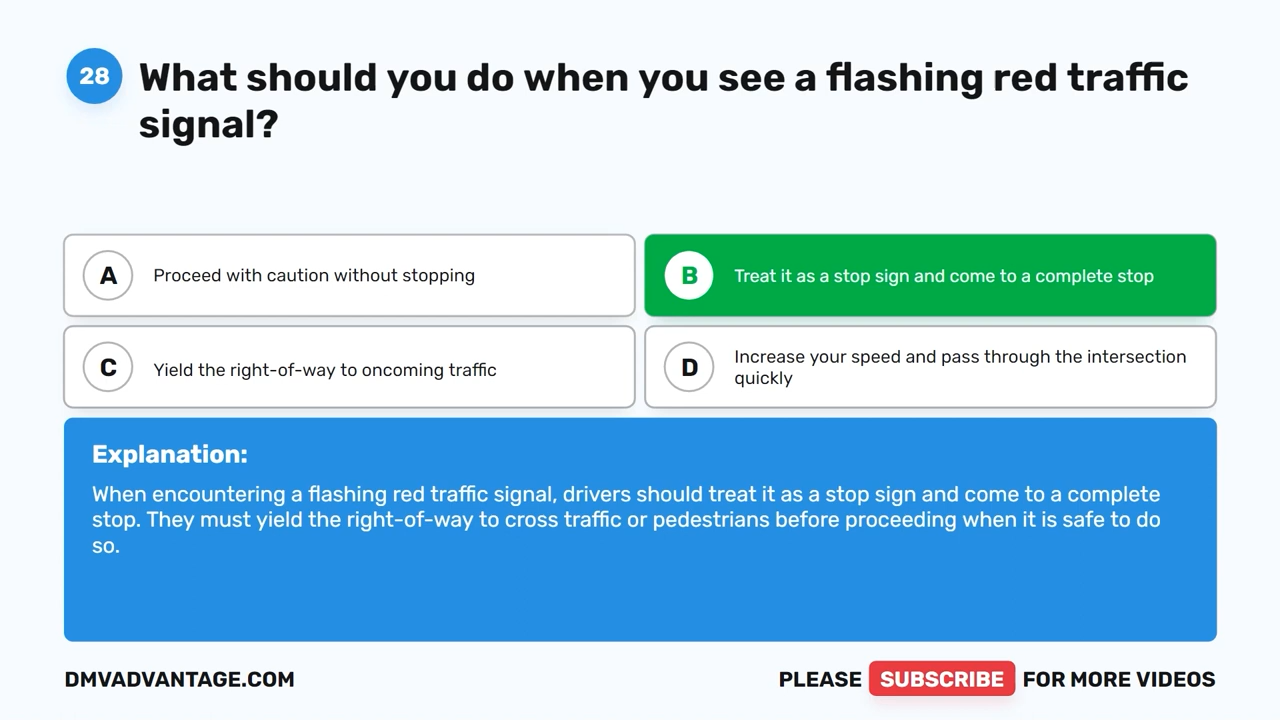 28
What should you do when you see a flashing red traffic
signal?
A
Proceed with caution without stopping
B
Treat it as a stop sign and come to a complete stop
C
Yield the right-of-way to oncoming traffic
D
Increase your speed and pass through the intersection
quickly
Explanation:
When encountering a flashing red traffic signal, drivers should treat it as a stop sign and come to a complete
stop. They must yield the right-of-way to cross traffic or pedestrians before proceeding when it is safe to do
so.
DMVADVANTAGE.COM
PLEASE SUBSCRIBE FOR MORE VIDEOS